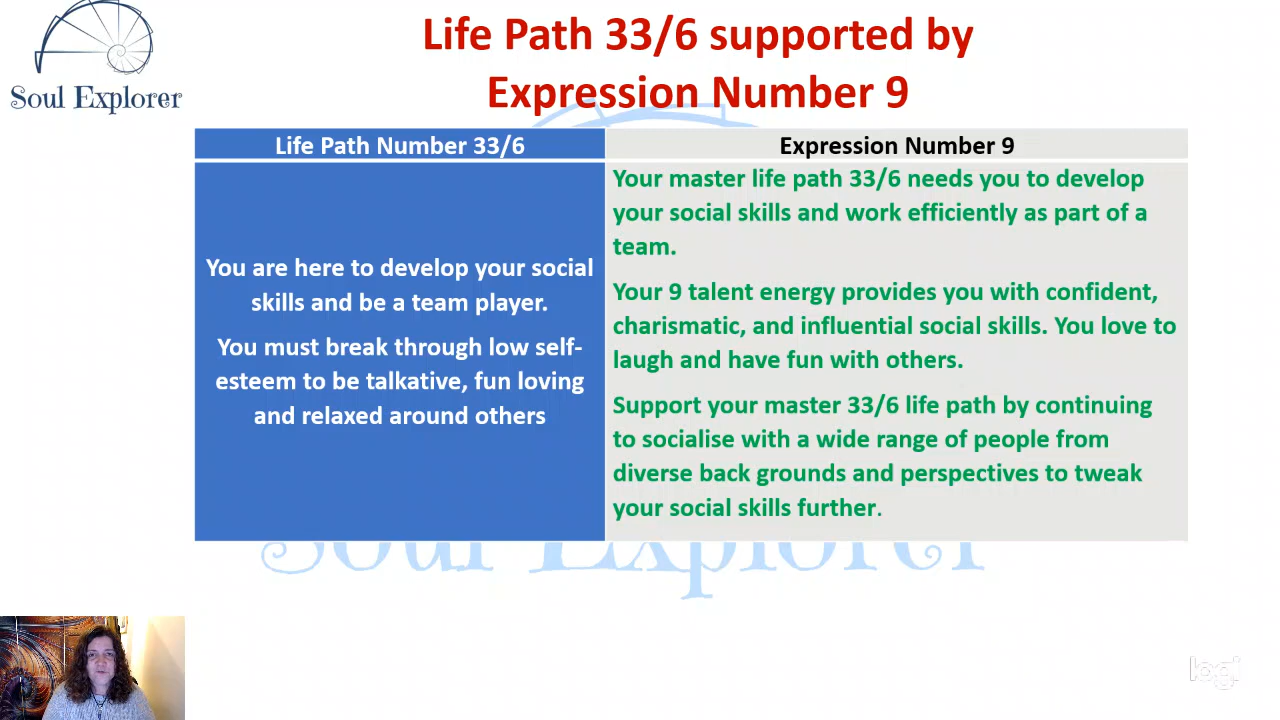 Soul Explorer
Life Path 33/6 supported by
Expression Number 9
Life Path Number 33/6
Expression Number 9
You are here to develop your social
skills and be a team player.
You must break through low self-
esteem to be talkative, fun loving
and relaxed around others
Your master life path 33/6 needs you to develop
your social skills and work efficiently as part of a
team.
Your 9 talent energy provides you with confident,
charismatic, and influential social skills. You love to
laugh and have fun with others.
Support your master 33/6 life path by continuing
to socialise with a wide range of people from
diverse back grounds and perspectives to tweak
your social skills further.
Soul Explorer
logi